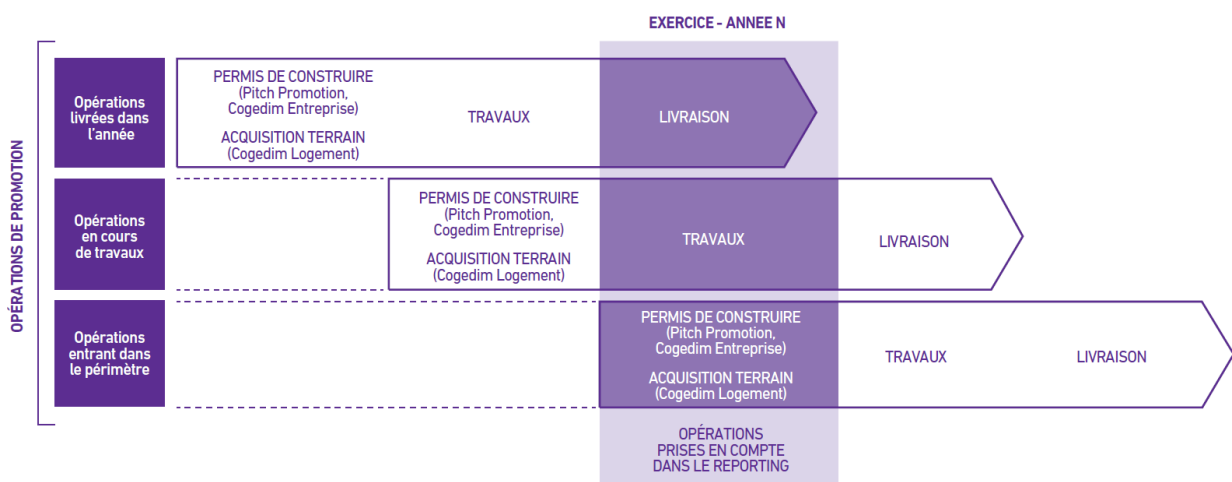 EXERCICE - ANNEE N
OPÉRATIONS DE PROMOTION
Opérations
livrées dans
l'année
PERMIS DE CONSTRUIRE
(Pitch Promotion,
Cogedim Entreprise)
ACQUISITION TERRAIN
(Cogedim Logement)
TRAVAUX
LIVRAISON
Opérations
en cours
de travaux
PERMIS DE CONSTRUIRE
(Pitch Promotion,
Cogedim Entreprise)
ACQUISITION TERRAIN
(Cogedim Logement)
TRAVAUX
LIVRAISON
Opérations
entrant dans
le périmètre
PERMIS DE CONSTRUIRE
(Pitch Promotion,
Cogedim Entreprise)
ACQUISITION TERRAIN
(Cogedim Logement)
TRAVAUX
LIVRAISON
OPÉRATIONS
PRISES EN COMPTE
DANS LE REPORTING